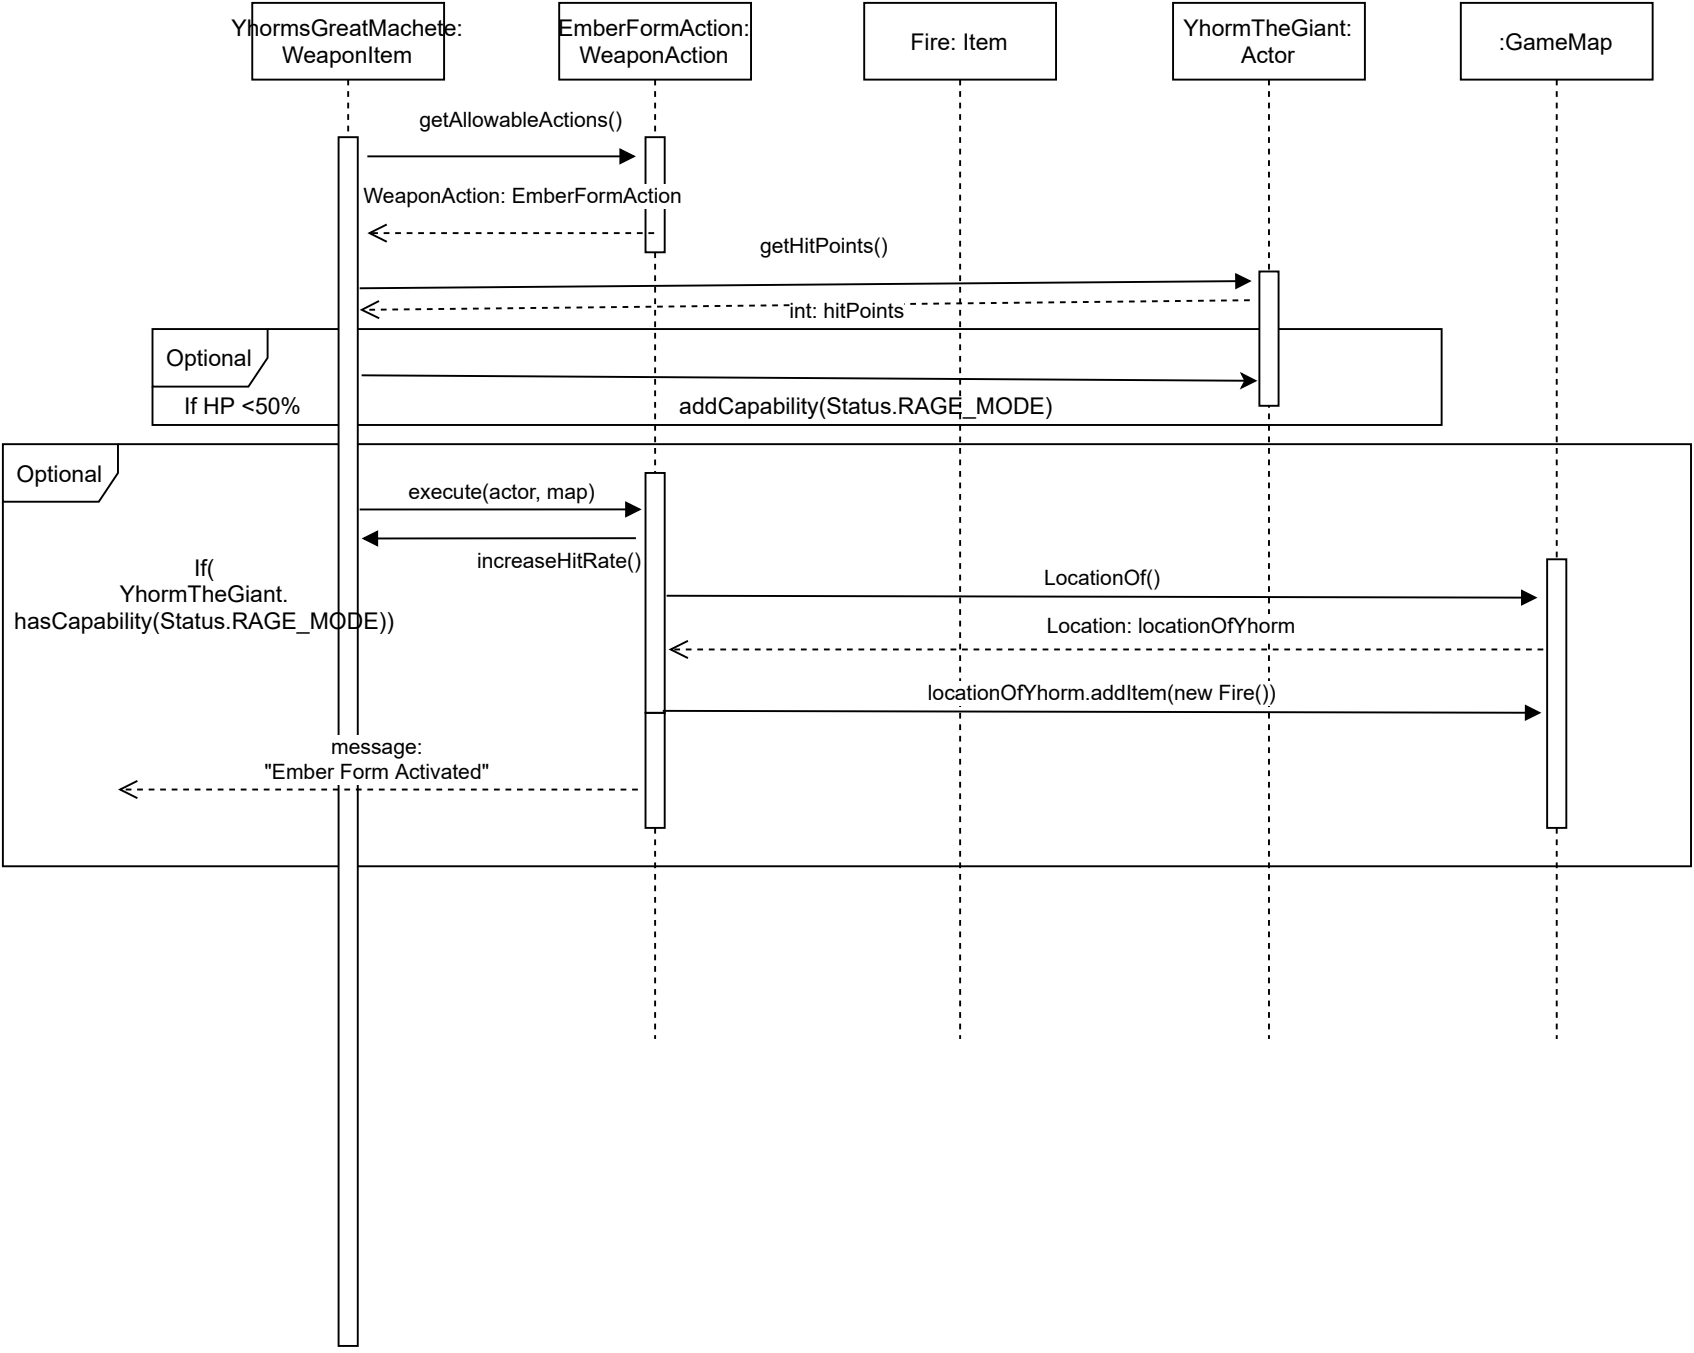 YhormsGreatMachete:
WeaponItem
EmberFormAction:
WeaponAction
Fire: Item
YhormTheGiant:
Actor
:GameMap
getAllowableActions()
WeaponAction: EmberFormAction
getHitPoints()
int: hitPoints
Optional
If HP <50%
addCapability(Status.RAGE_MODE)
Optional
execute(actor, map)
increaseHitRate()
If(
YhormTheGiant.
hasCapability(Status.RAGE_MODE))
LocationOf()
Location: locationOfYhorm
locationOfYhorm.addItem(new Fire())
message:
"Ember Form Activated"